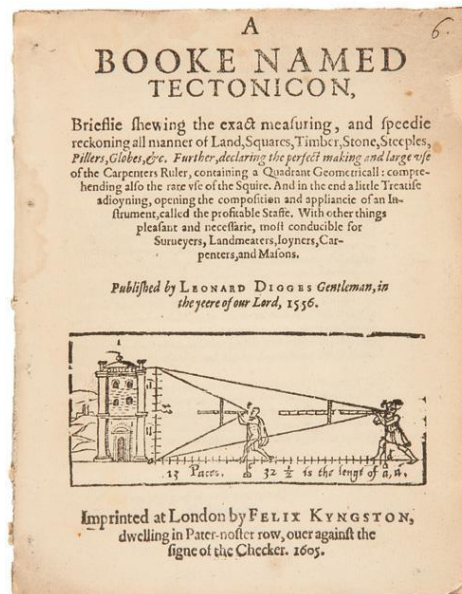 6.
A
BOOKE NAMED
TECTONICON,
Brieflie shewing the exact measuring, and speedie
reckoning all manner of Land, Squares, Timber, Stone, Steeples,
Pillers, Globes, &c. Further, declaring the perfect making and large vse
of the Carpenters Ruler, containing a Quadrant Geometricall: compre-
hending also the rare vse of the Squire. And in the end a little Treatise
adioyning, opening the composition and appliancie of an In-
strument, called the profitable Staffe. With other things
pleasant and necessarie, most conducible for
Surueyers, Landmeaters, Ioyners, Car-
penters, and Masons.
Published by LEONARD DIGGES Gentleman, in
the yeere of our Lord, 1556.
13 Paces. 32 ½ is the lengt of a, a.
Imprinted at London by FELIX KYNGSTON,
dwelling in Pater-noster row, ouer against the
signe of the Checker. 1605.